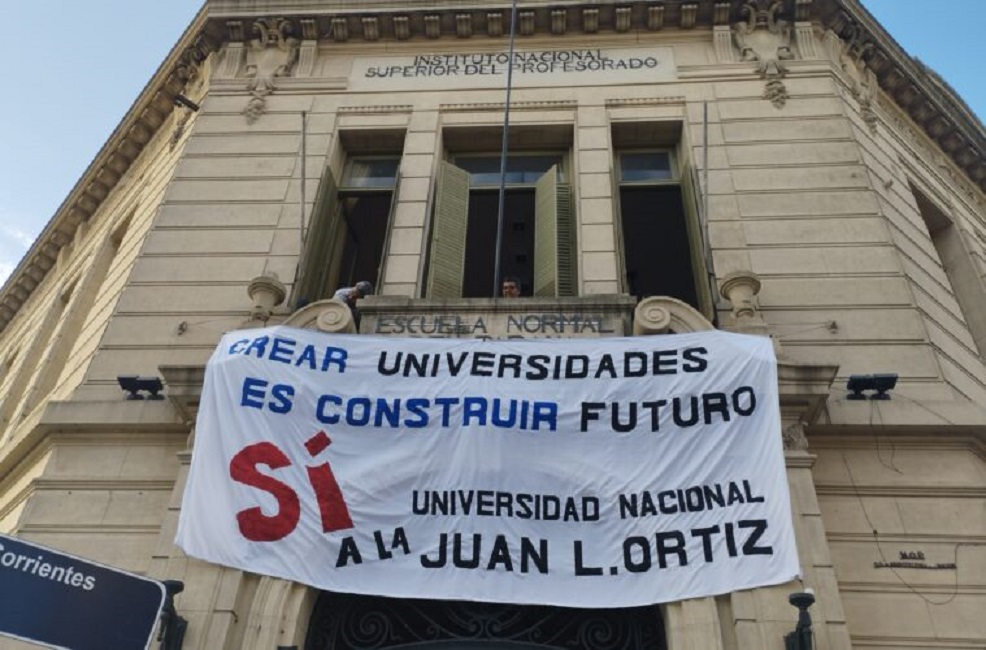 INSTITUTO NACIONAL
SUPERIOR DEL PROFESORADO
ESCUELA NORMAL
CREAR UNIVERSIDADES
ES CONSTRUIR FUTURO
SÍ
UNIVERSIDAD NACIONAL
A LA JUAN L. ORTIZ
Corrientes
M.O.P.